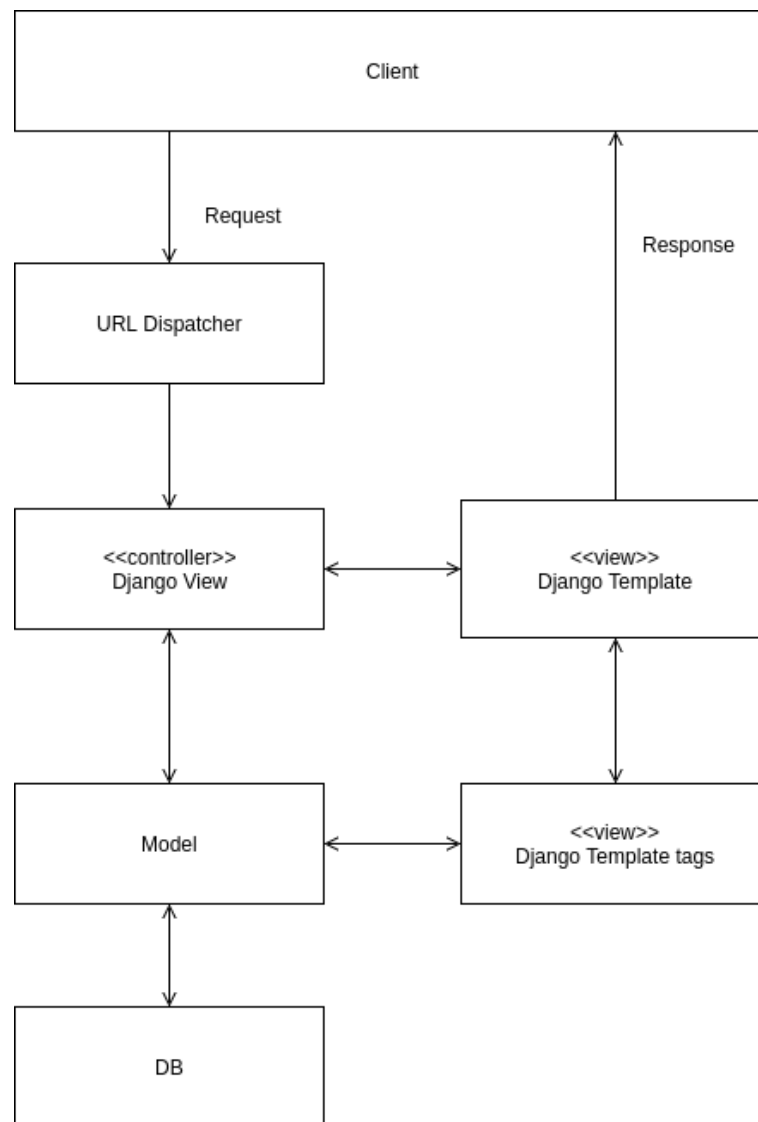 Client
Request
Response
URL Dispatcher
<<controller>>
Django View
<<view>>
Django Template
Model
<<view>>
Django Template tags
DB